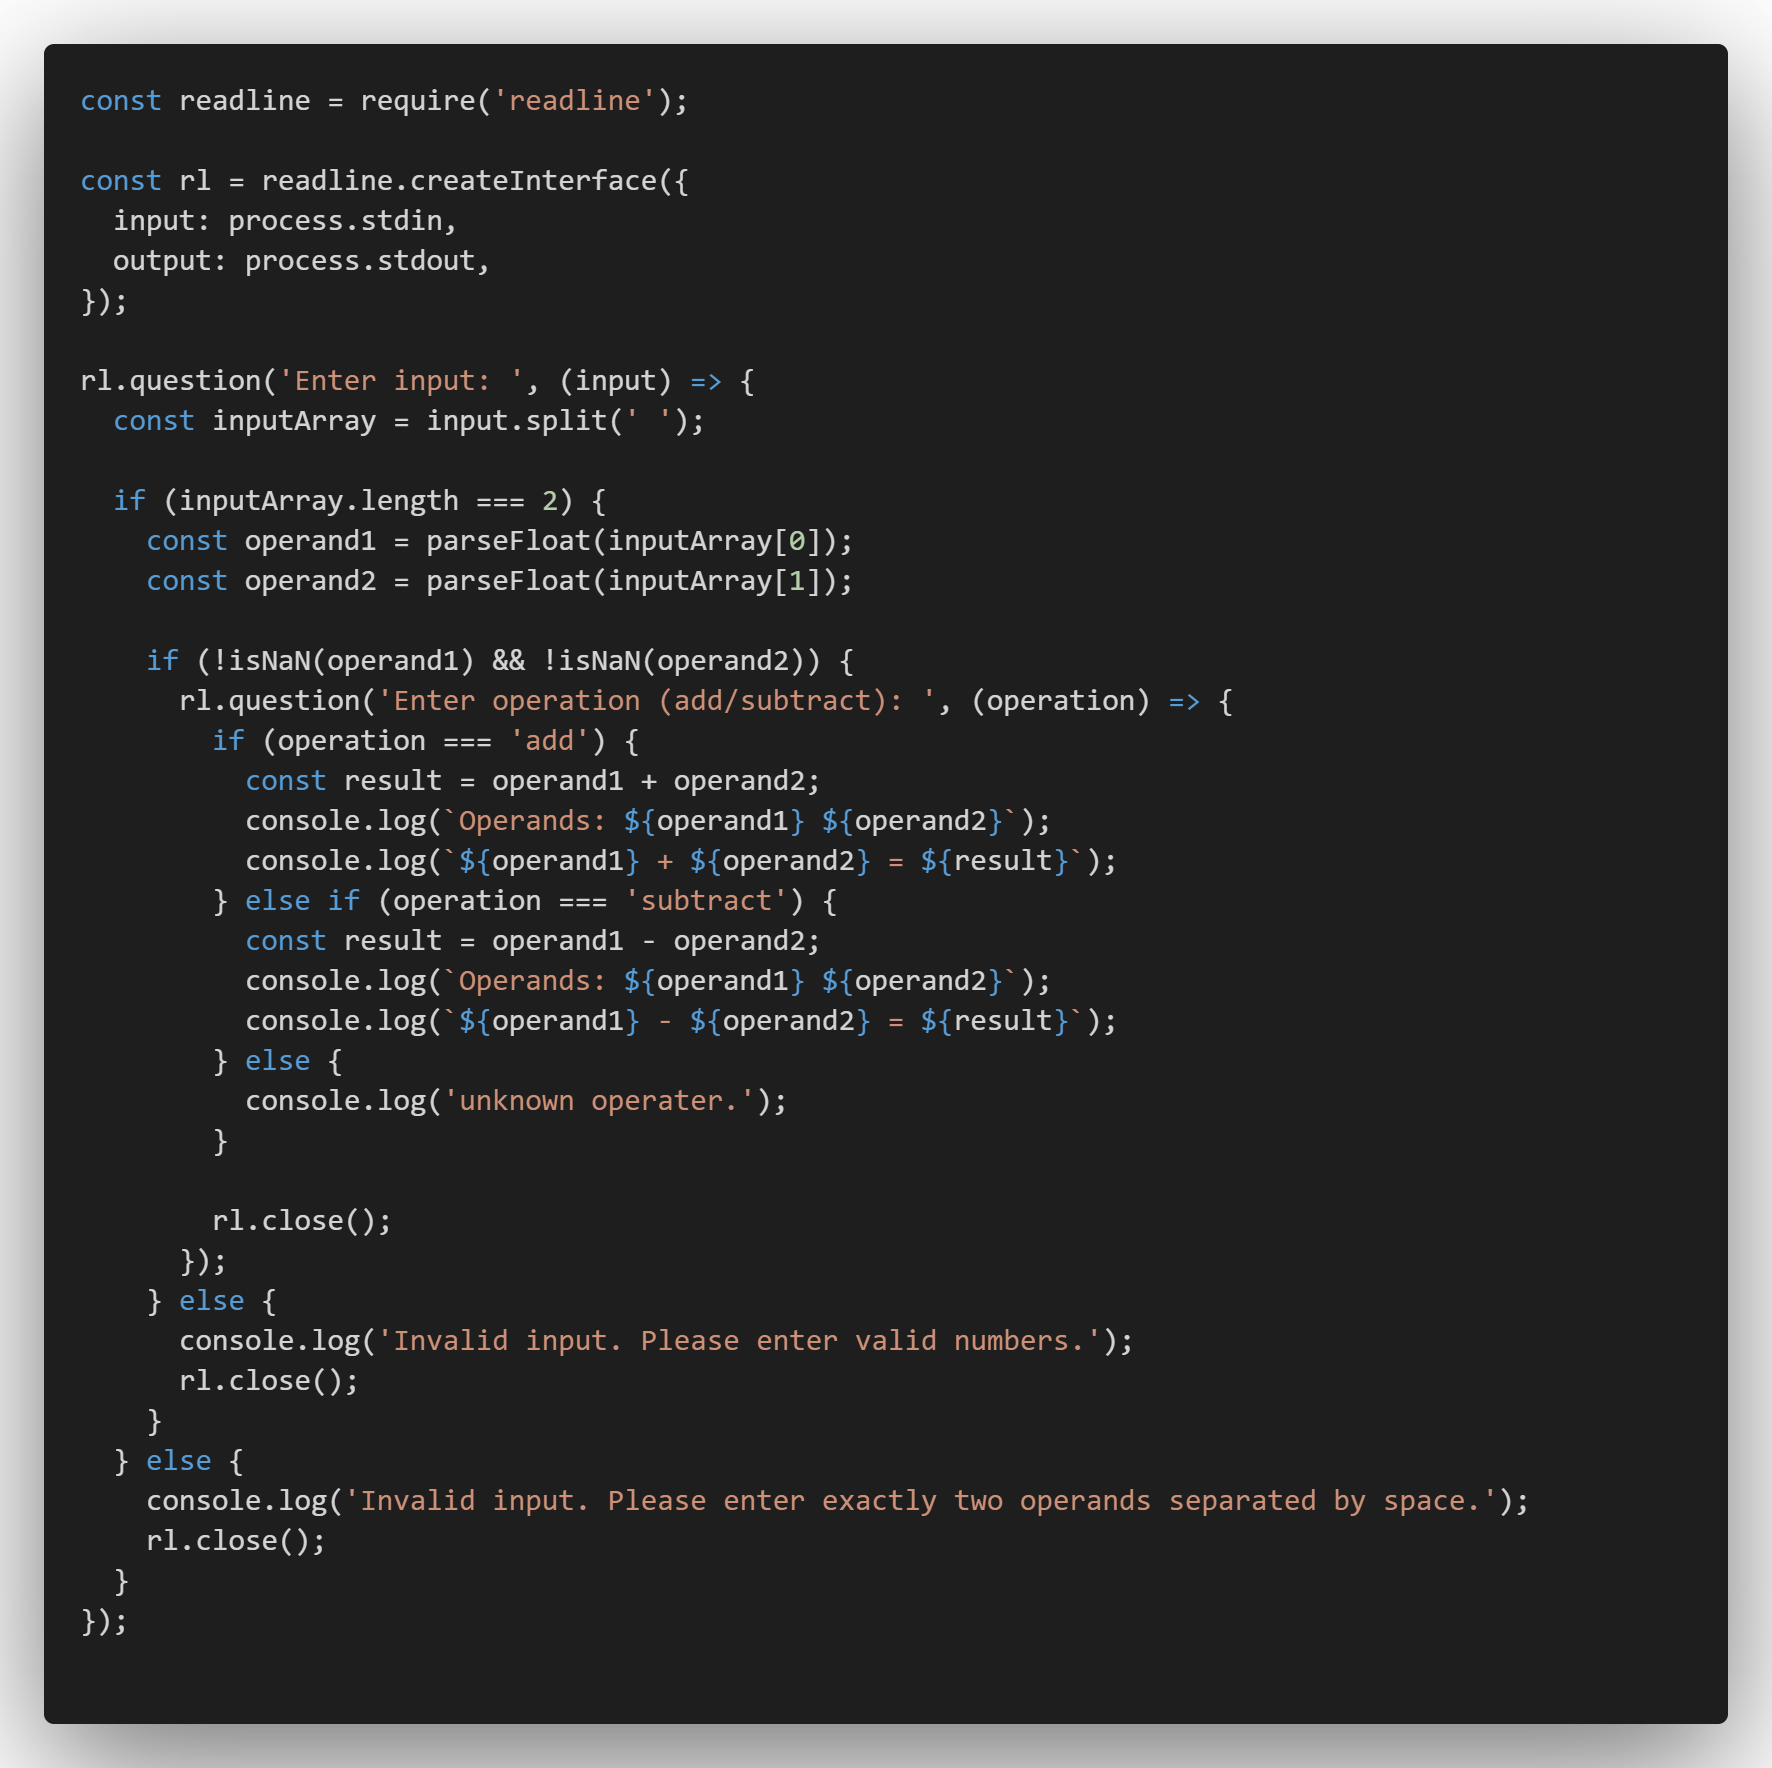 const readline = require('readline');

const rl = readline.createInterface({
  input: process.stdin,
  output: process.stdout,
});

rl.question('Enter input: ', (input) => {
  const inputArray = input.split(' ');

  if (inputArray.length === 2) {
    const operand1 = parseFloat(inputArray[0]);
    const operand2 = parseFloat(inputArray[1]);

    if (!isNaN(operand1) && !isNaN(operand2)) {
      rl.question('Enter operation (add/subtract): ', (operation) => {
        if (operation === 'add') {
          const result = operand1 + operand2;
          console.log(`Operands: ${operand1} ${operand2}`);
          console.log(`${operand1} + ${operand2} = ${result}`);
        } else if (operation === 'subtract') {
          const result = operand1 - operand2;
          console.log(`Operands: ${operand1} ${operand2}`);
          console.log(`${operand1} - ${operand2} = ${result}`);
        } else {
          console.log('unknown operater.');
        }

        rl.close();
      });
    } else {
      console.log('Invalid input. Please enter valid numbers.');
      rl.close();
    }
  } else {
    console.log('Invalid input. Please enter exactly two operands separated by space.');
    rl.close();
  }
});